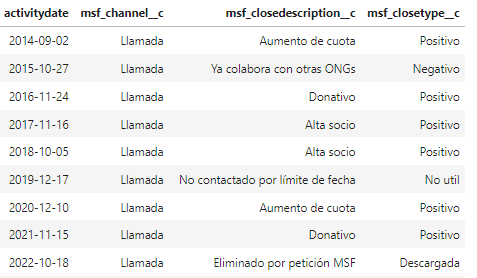 activitydate msf_channel__c msf_closedescription__c msf_closetype__c
2014-09-02 Llamada Aumento de cuota Positivo
2015-10-27 Llamada Ya colabora con otras ONGs Negativo
2016-11-24 Llamada Donativo Positivo
2017-11-16 Llamada Alta socio Positivo
2018-10-05 Llamada Alta socio Positivo
2019-12-17 Llamada No contactado por límite de fecha No util
2020-12-10 Llamada Aumento de cuota Positivo
2021-11-15 Llamada Donativo Positivo
2022-10-18 Llamada Eliminado por petición MSF Descargada